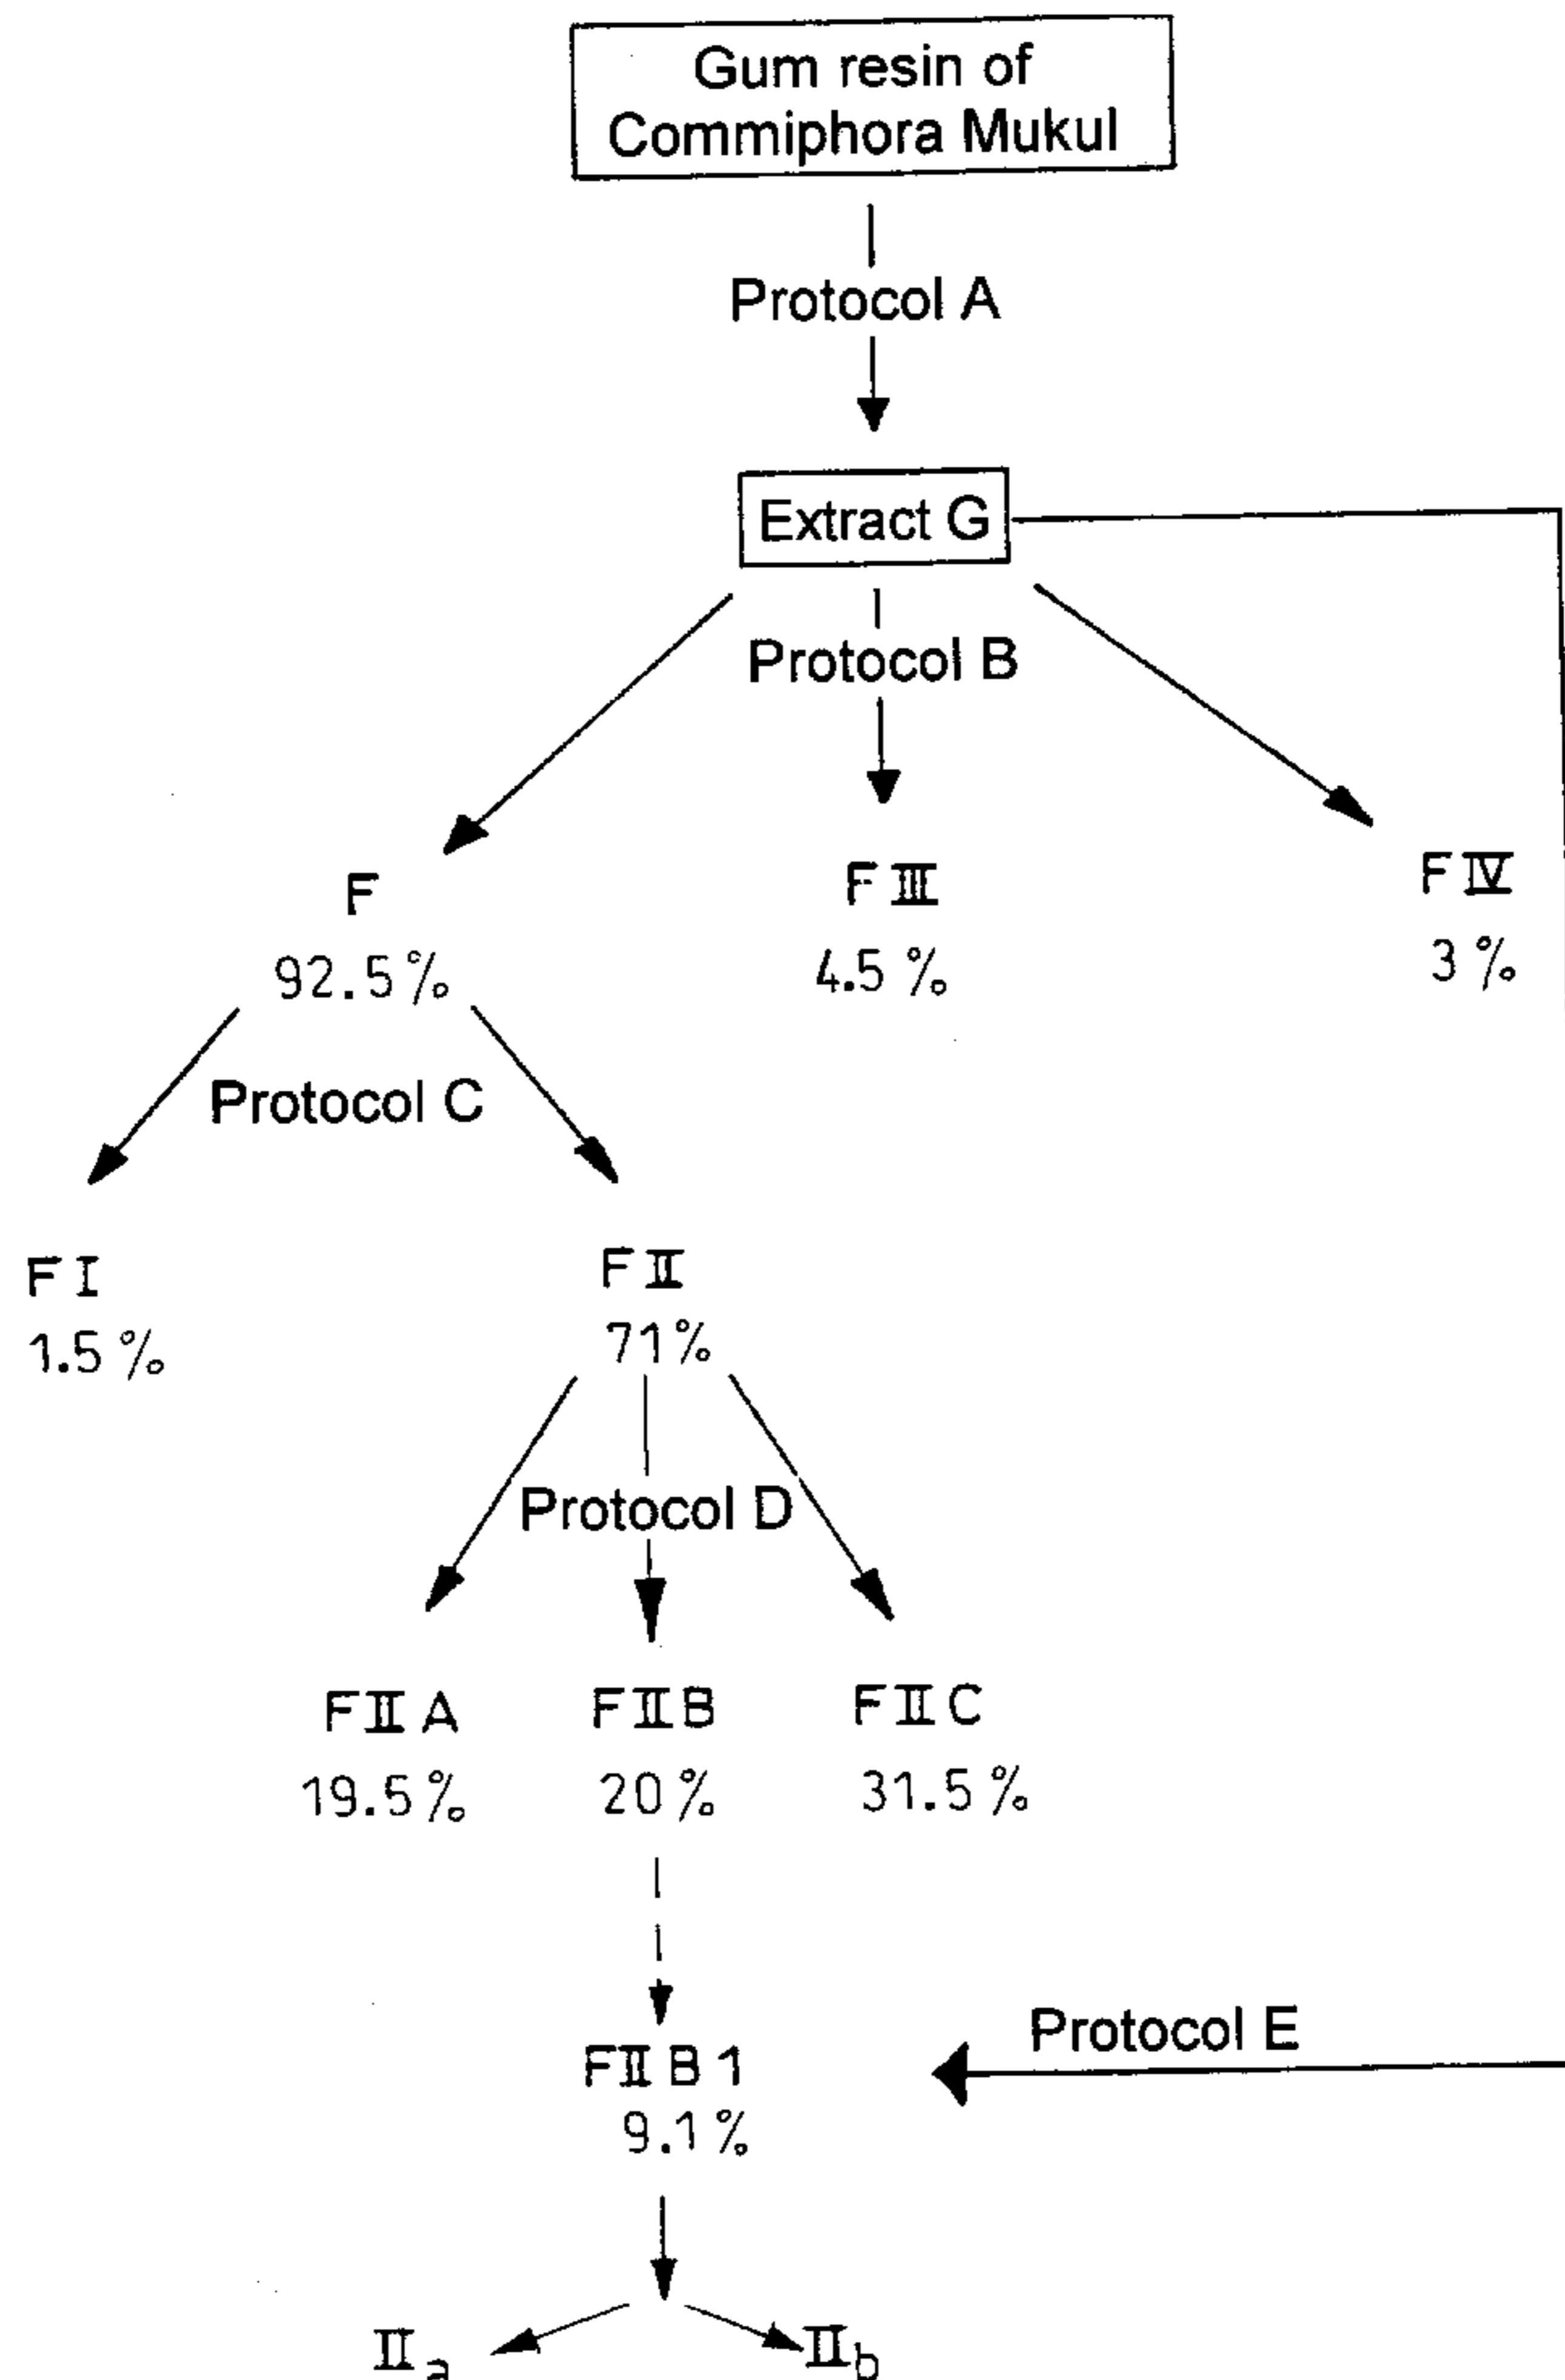 Gum resin of
Commiphora Mukul
Protocol A
Extract G
Protocol B
F
92.5%
F III
4.5 %
F IV
3 %
Protocol C
F I
1.5 %
F II
71%
Protocol D
F II A
19.5%
F II B
20%
F II C
31.5 %
F II B 1
9.1%
Protocol E
II a
II b